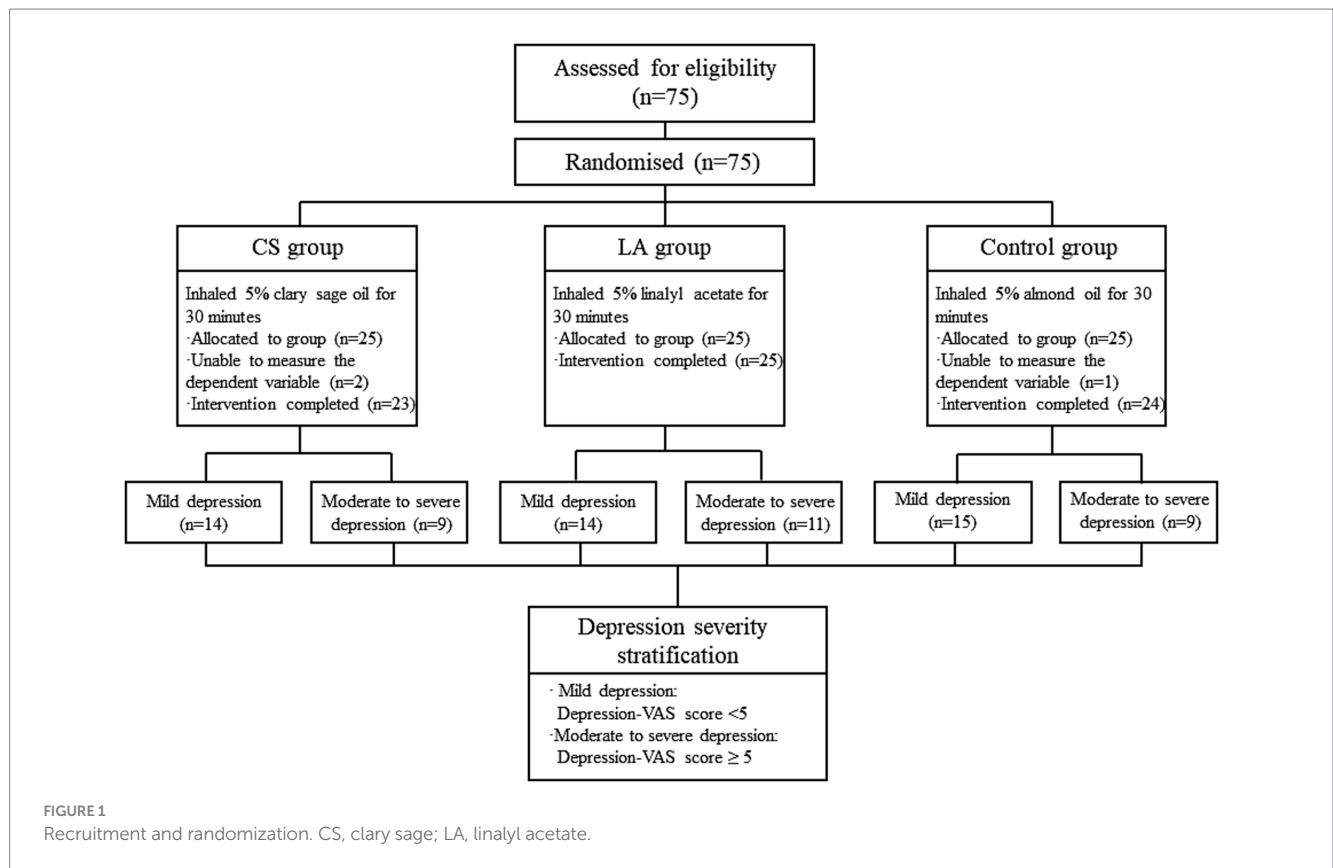 Assessed for eligibility
(n=75)
Randomised (n=75)
CS group
Inhaled 5% clary sage oil for
30 minutes
·Allocated to group (n=25)
·Unable to measure the
dependent variable (n=2)
·Intervention completed (n=23)
LA group
Inhaled 5% linalyl acetate for
30 minutes
·Allocated to group (n=25)
·Intervention completed (n=25)
Control group
Inhaled 5% almond oil for 30
minutes
·Allocated to group (n=25)
·Unable to measure the
dependent variable (n=1)
·Intervention completed (n=24)
Mild depression
(n=14)
Moderate to severe
depression (n=9)
Mild depression
(n=14)
Moderate to severe
depression (n=11)
Mild depression
(n=15)
Moderate to severe
depression (n=9)
Depression severity
stratification
· Mild depression:
Depression-VAS score <5
·Moderate to severe depression:
Depression-VAS score ≥ 5
FIGURE 1
Recruitment and randomization. CS, clary sage; LA, linalyl acetate.